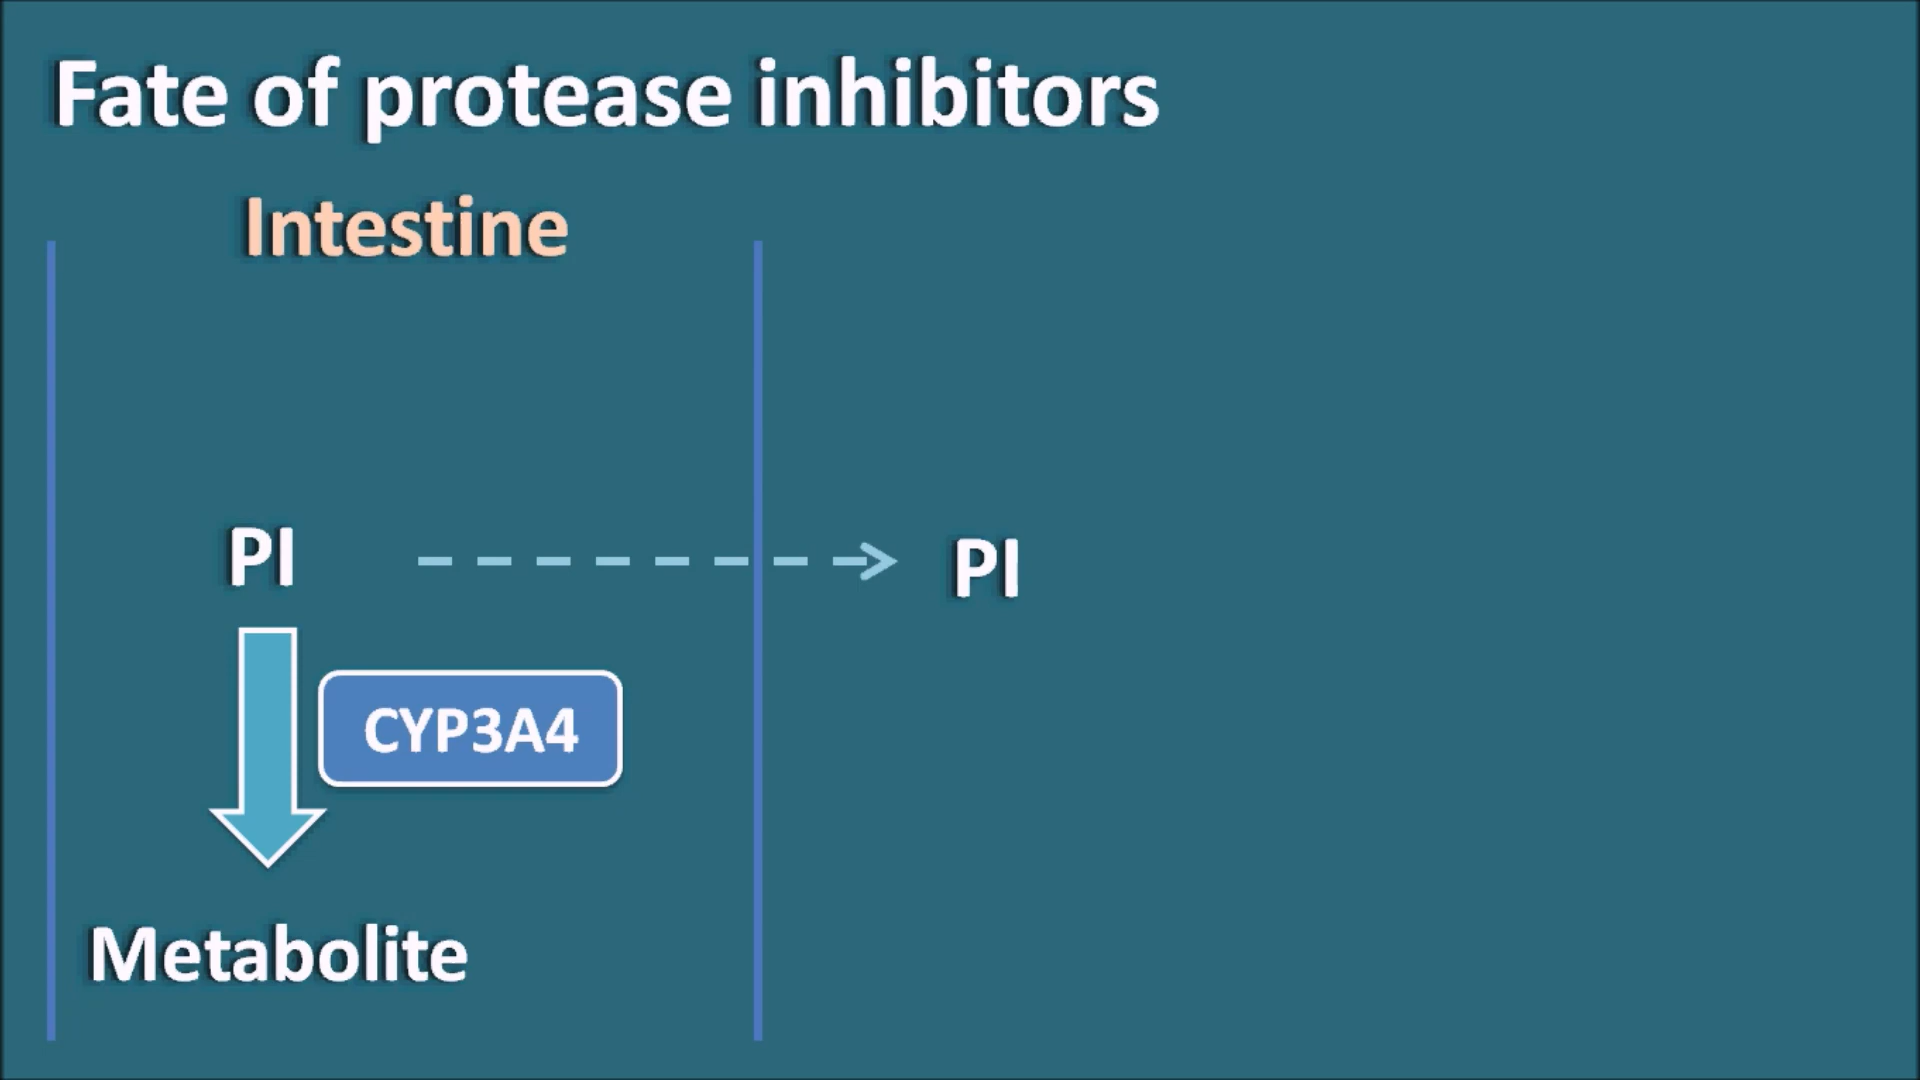 Fate of protease inhibitors
Intestine
PI
PI
CYP3A4
Metabolite